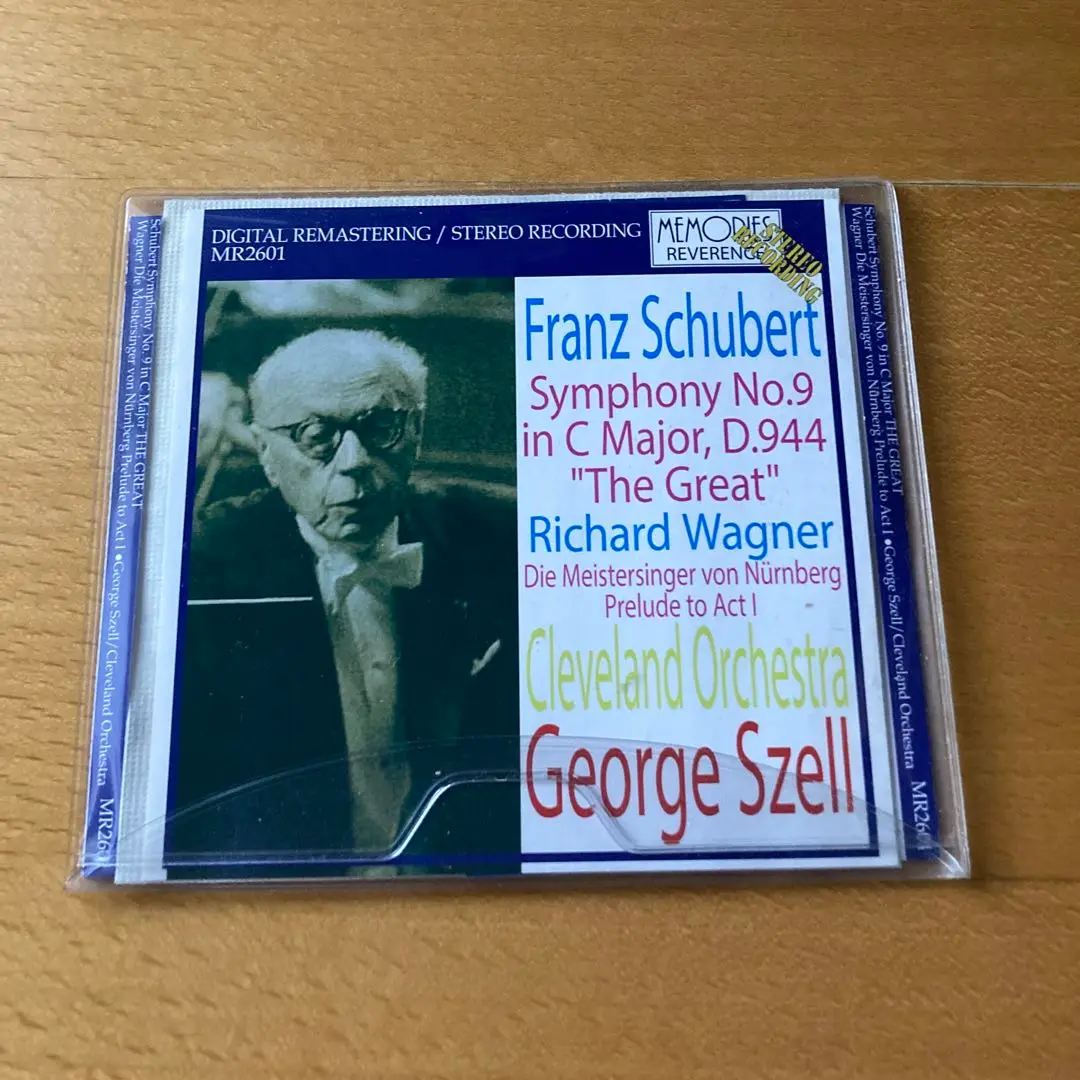 DIGITAL REMASTERING / STEREO RECORDING
MR2601
MEMORIES
REVERENCE
STEREO
RECORDING
Franz Schubert
Symphony No.9
in C Major, D.944
"The Great"
Richard Wagner
Die Meistersinger von Nürnberg
Prelude to Act I
Cleveland Orchestra
George Szell
Schubert Symphony No. 9 in C Major THE GREAT
Wagner Die Meistersinger von Nürnberg Prelude to Act I ● George Szell/Cleveland Orchestra MR2601
Schubert Symphony No. 9 in C Major THE GREAT
Wagner Die Meistersinger von Nürnberg Prelude to Act I ● George Szell/Cleveland Orchestra MR2601